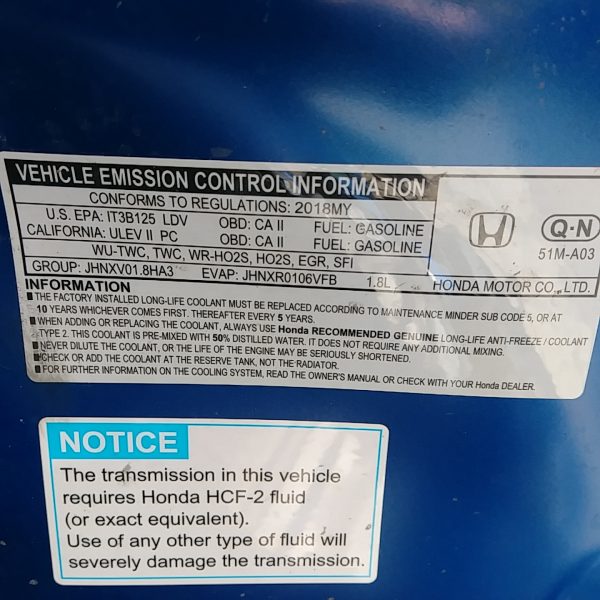 VEHICLE EMISSION CONTROL INFORMATION
CONFORMS TO REGULATIONS: 2018MY
U.S. EPA: IT3B125 LDV OBD: CA II FUEL: GASOLINE
CALIFORNIA: ULEV II PC OBD: CA II FUEL: GASOLINE
WU-TWC, TWC, WR-HO2S, HO2S, EGR, SFI
GROUP: JHNXV01.8HA3 EVAP: JHNXR0106VFB 1.8L
Q-N
51M-A03
HONDA MOTOR CO., LTD.
INFORMATION
■THE FACTORY INSTALLED LONG-LIFE COOLANT MUST BE REPLACED ACCORDING TO MAINTENANCE MINDER SUB CODE 5, OR AT
10 YEARS WHICHEVER COMES FIRST. THEREAFTER EVERY 5 YEARS.
■WHEN ADDING OR REPLACING THE COOLANT, ALWAYS USE Honda RECOMMENDED GENUINE LONG-LIFE ANTI-FREEZE / COOLANT
TYPE 2. THIS COOLANT IS PRE-MIXED WITH 50% DISTILLED WATER. IT DOES NOT REQUIRE ANY ADDITIONAL MIXING.
■NEVER DILUTE THE COOLANT, OR THE LIFE OF THE ENGINE MAY BE SERIOUSLY SHORTENED.
■CHECK OR ADD THE COOLANT AT THE RESERVE TANK, NOT THE RADIATOR.
■FOR FURTHER INFORMATION ON THE COOLING SYSTEM, READ THE OWNER'S MANUAL OR CHECK WITH YOUR Honda DEALER.
NOTICE
The transmission in this vehicle
requires Honda HCF-2 fluid
(or exact equivalent).
Use of any other type of fluid will
severely damage the transmission.